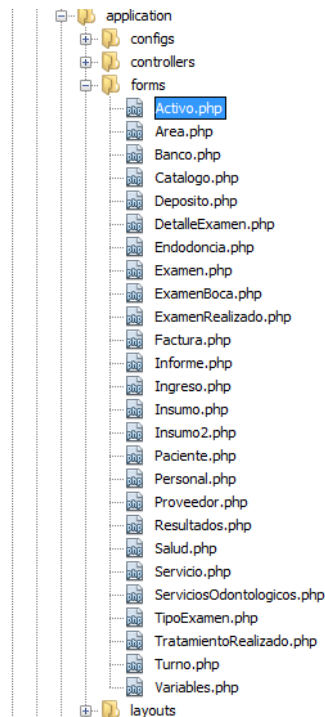 application
configs
controllers
forms
Activo.php
Area.php
Banco.php
Catalogo.php
Deposito.php
DetalleExamen.php
Endodoncia.php
Examen.php
ExamenBoca.php
ExamenRealizado.php
Factura.php
Informe.php
Ingreso.php
Insumo.php
Insumo2.php
Paciente.php
Personal.php
Proveedor.php
Resultados.php
Salud.php
Servicio.php
ServiciosOdontologicos.php
TipoExamen.php
TratamientoRealizado.php
Turno.php
Variables.php
layouts